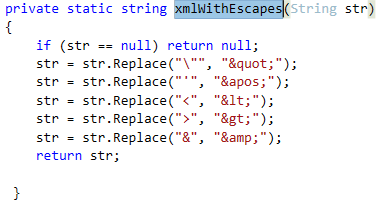 private static string xmlWithEscapes(String str)
{
if (str == null) return null;
str = str.Replace("\"", "&quot;");
str = str.Replace("'", "&apos;");
str = str.Replace("<", "&lt;");
str = str.Replace(">", "&gt;");
str = str.Replace("&", "&amp;");
return str;
}